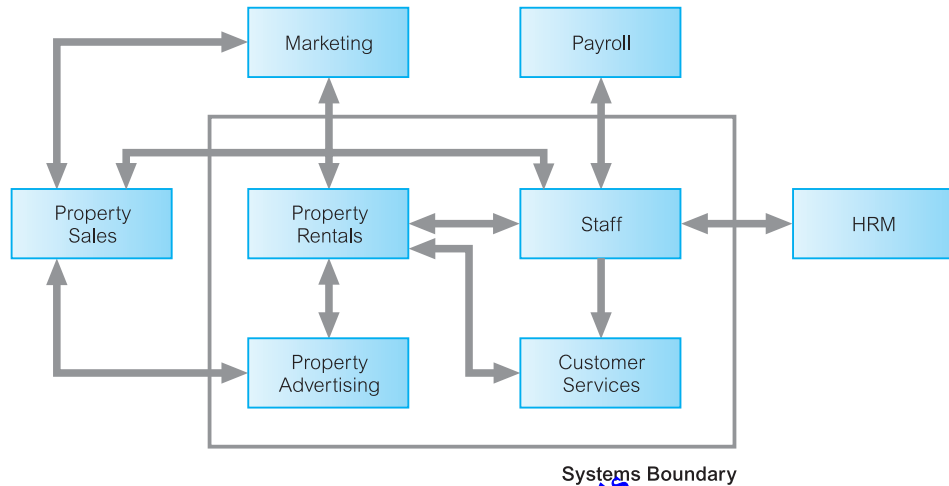 Marketing
Payroll
Property
Sales
Property
Rentals
Staff
HRM
Property
Advertising
Customer
Services
Systems Boundary